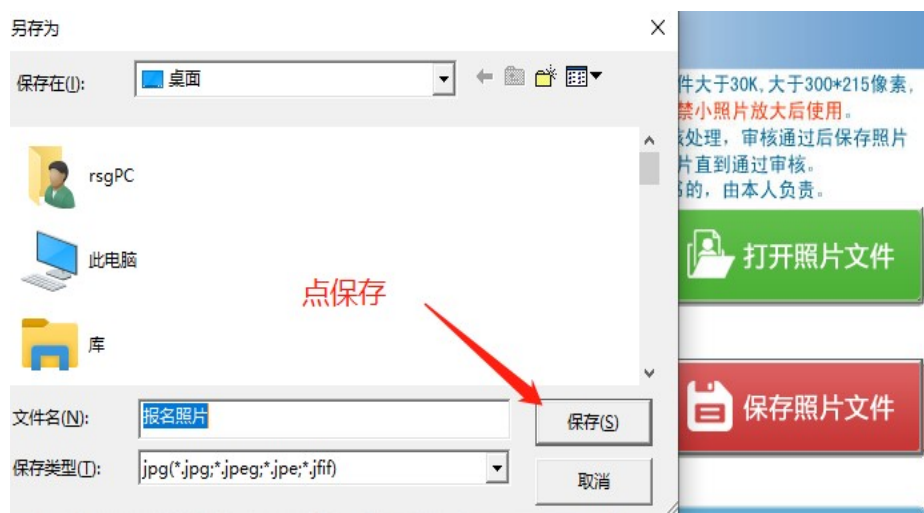 另存为
保存在(I):
桌面
rsgPC
此电脑
库
点保存
文件名(N):
报名照片
保存(S)
保存类型(T):
jpg(*.jpg;*.jpeg;*.jpe;*.jfif)
取消
件大于30K,大于300*215像素,
禁小照片放大后使用。
处理，审核通过后保存照片
片直到通过审核。
的，由本人负责。
打开照片文件
保存照片文件